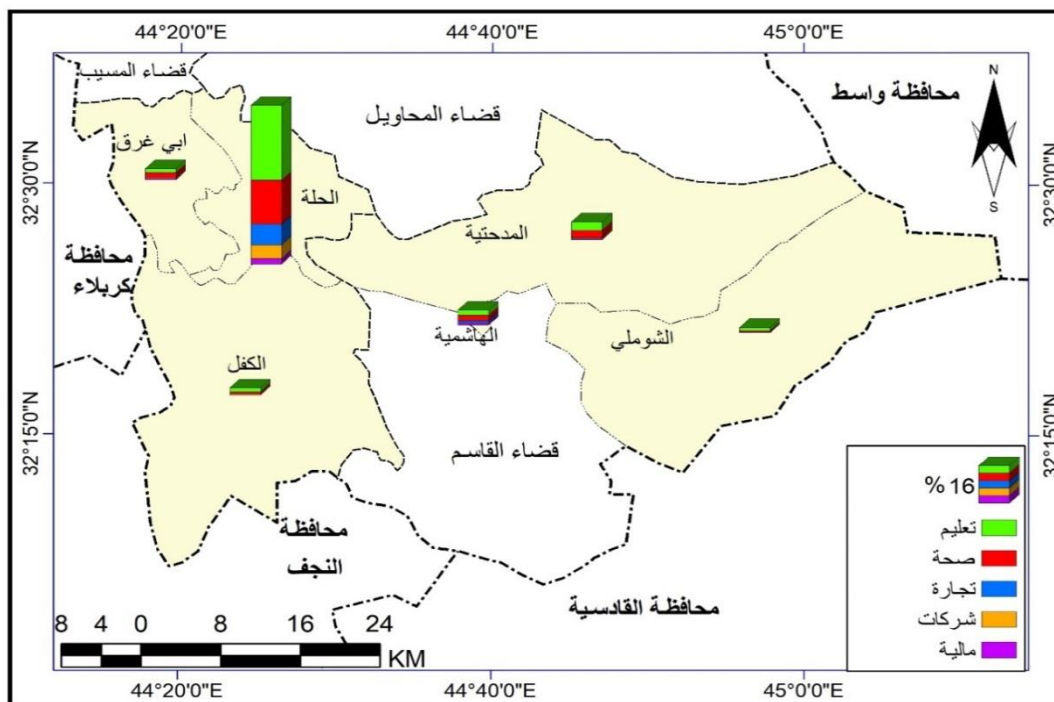 44°20'0"E 44°40'0"E 45°0'0"E
قضاء المسيب
محافظة واسط
N
قضاء المحاويل
ابي غرق
32°30'0"N
32°30'0"N
الحلة
S
المدحتية
محافظة
كربلاء
الهاشمية
الشوملي
الكفل
32°15'0"N
32°15'0"N
قضاء القاسم
% 16
محافظة
النجف
تعليم
صحة
محافظة القادسية
تجارة
شركات
مالية
8 4 0 8 16 24
KM
44°20'0"E 44°40'0"E 45°0'0"E